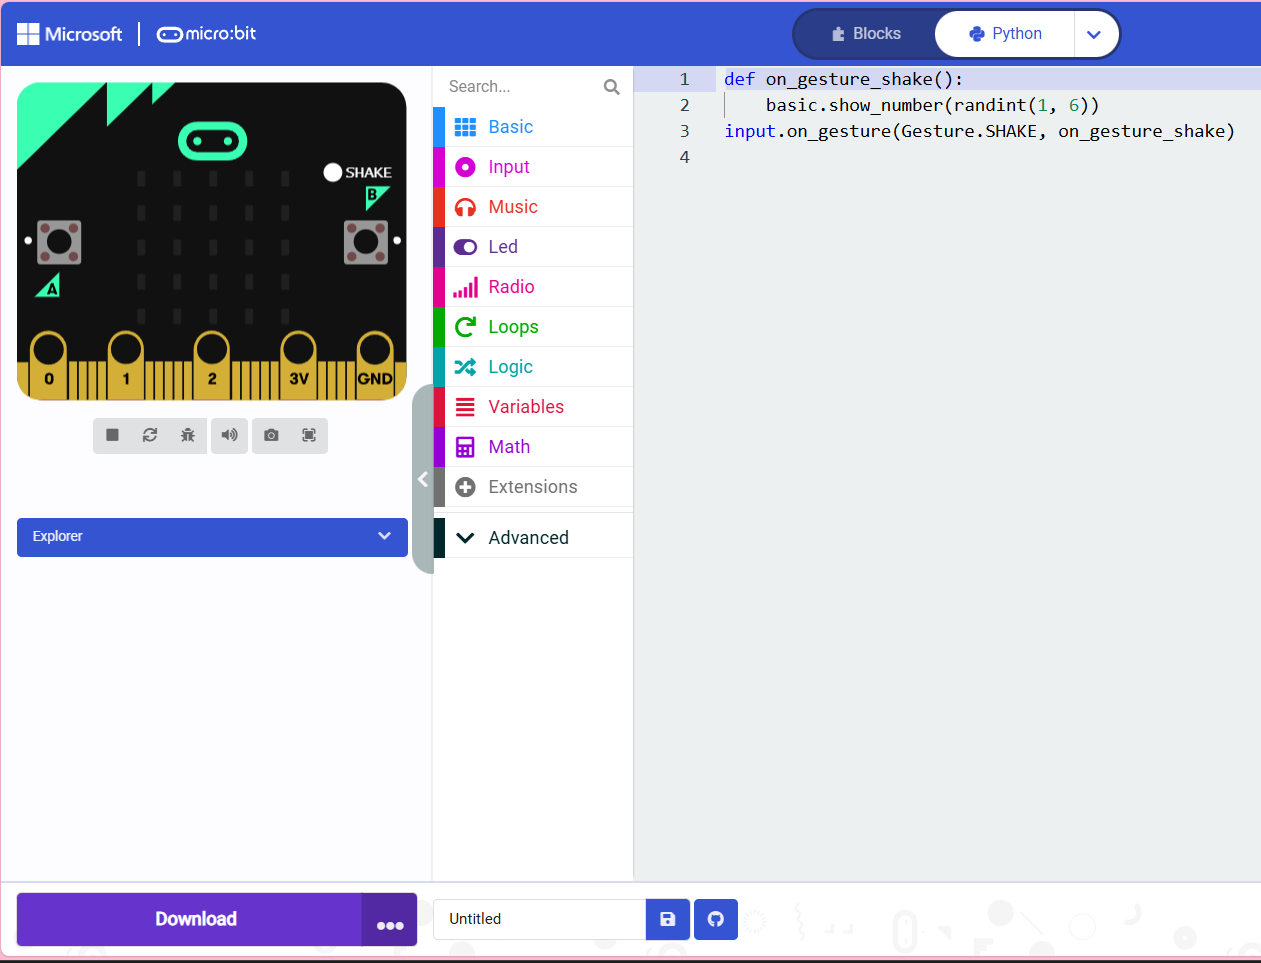 Microsoft | micro:bit
Blocks
Python
SHAKE
B
A
0 1 2 3V GND
Explorer
Search...
Basic
Input
Music
Led
Radio
Loops
Logic
Variables
Math
Extensions
Advanced
1 def on_gesture_shake():
2     basic.show_number(randint(1, 6))
3 input.on_gesture(Gesture.SHAKE, on_gesture_shake)
4
Download
Untitled